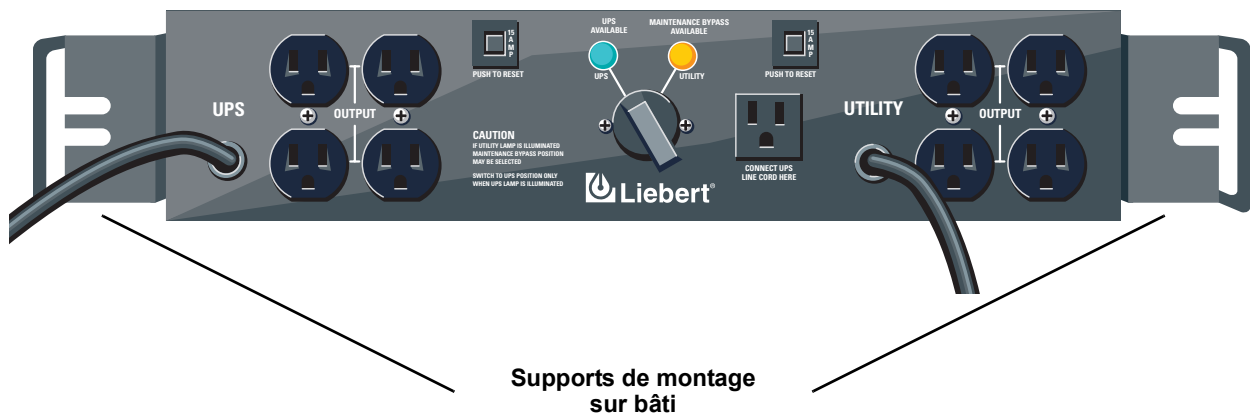 UPS
OUTPUT
15 AMP
PUSH TO RESET
CAUTION
IF UTILITY LAMP IS ILLUMINATED
MAINTENANCE BYPASS POSITION
MAY BE SELECTED
SWITCH TO UPS POSITION ONLY
WHEN UPS LAMP IS ILLUMINATED
UPS
AVAILABLE
MAINTENANCE BYPASS
AVAILABLE
UPS
UTILITY
Liebert®
15 AMP
PUSH TO RESET
CONNECT UPS
LINE CORD HERE
UTILITY
OUTPUT
Supports de montage
sur bâti